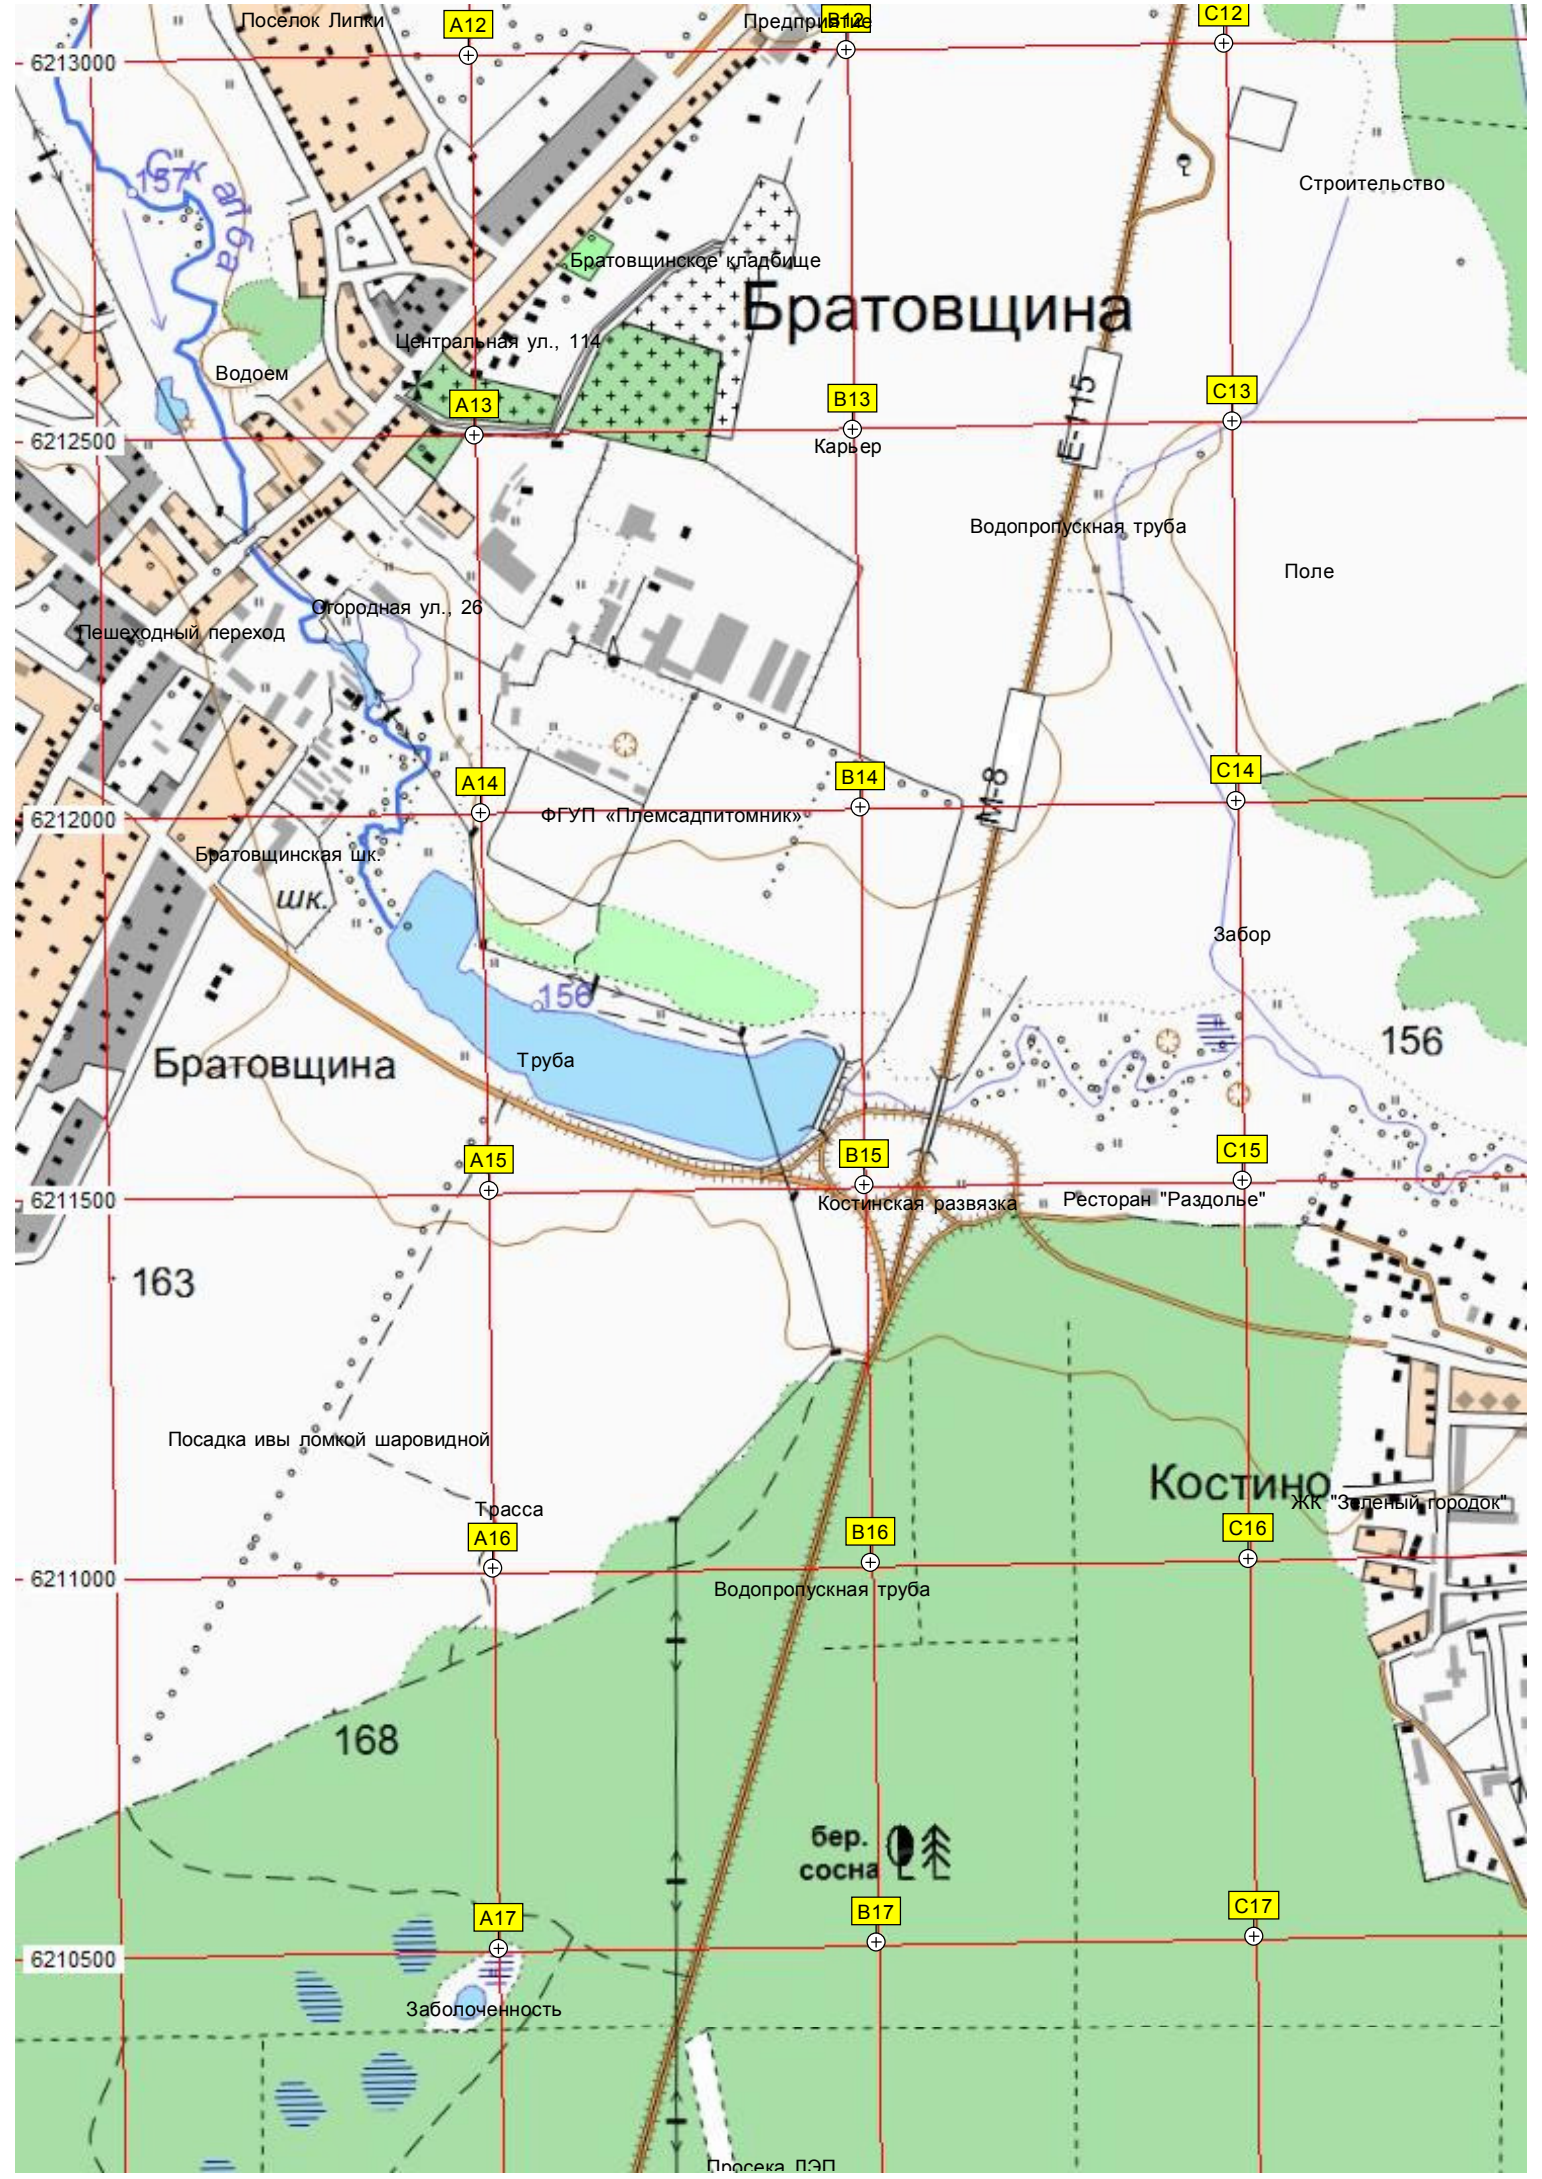 Поселок Липки
A12
Предприятие
B12
C12
6213000
157
Скалба
Строительство
Братовщинское кладбище
Братовщина
Центральная ул., 114
Водоем
Е-115
A13
B13
C13
6212500
Карьер
Водопропускная труба
Поле
Огородная ул., 26
Пешеходный переход
М-8
A14
B14
C14
6212000
ФГУП «Племсадпитомник»
Братовщинская шк.
шк.
Забор
156
156
Братовщина
Труба
A15
B15
C15
6211500
Костинская развязка
Ресторан "Раздолье"
163
Посадка ивы ломкой шаровидной
Костино
ЖК "Зеленый городок"
Трасса
A16
B16
C16
6211000
Водопропускная труба
168
бер.
сосна
A17
B17
C17
6210500
Заболоченность
Просека ЛЭП